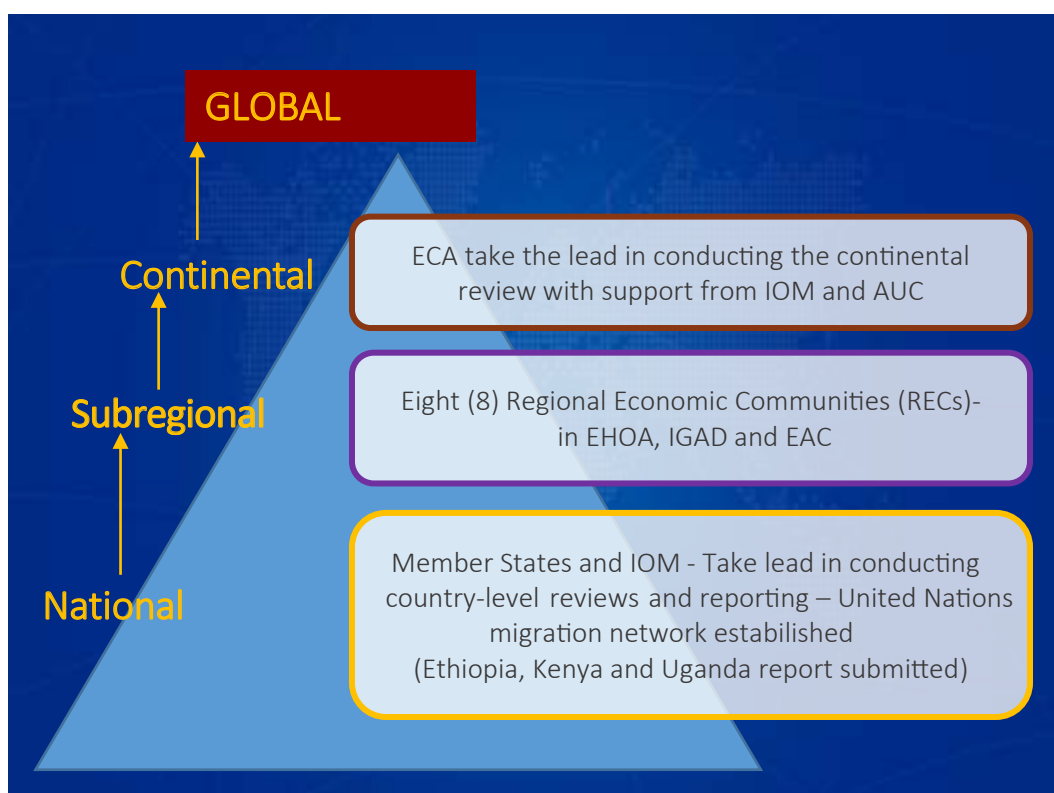 GLOBAL
Continental
ECA take the lead in conducting the continental
review with support from IOM and AUC
Subregional
Eight (8) Regional Economic Communities (RECs)-
in EHOA, IGAD and EAC
National
Member States and IOM - Take lead in conducting
country-level reviews and reporting – United Nations
migration network estabilished
(Ethiopia, Kenya and Uganda report submitted)